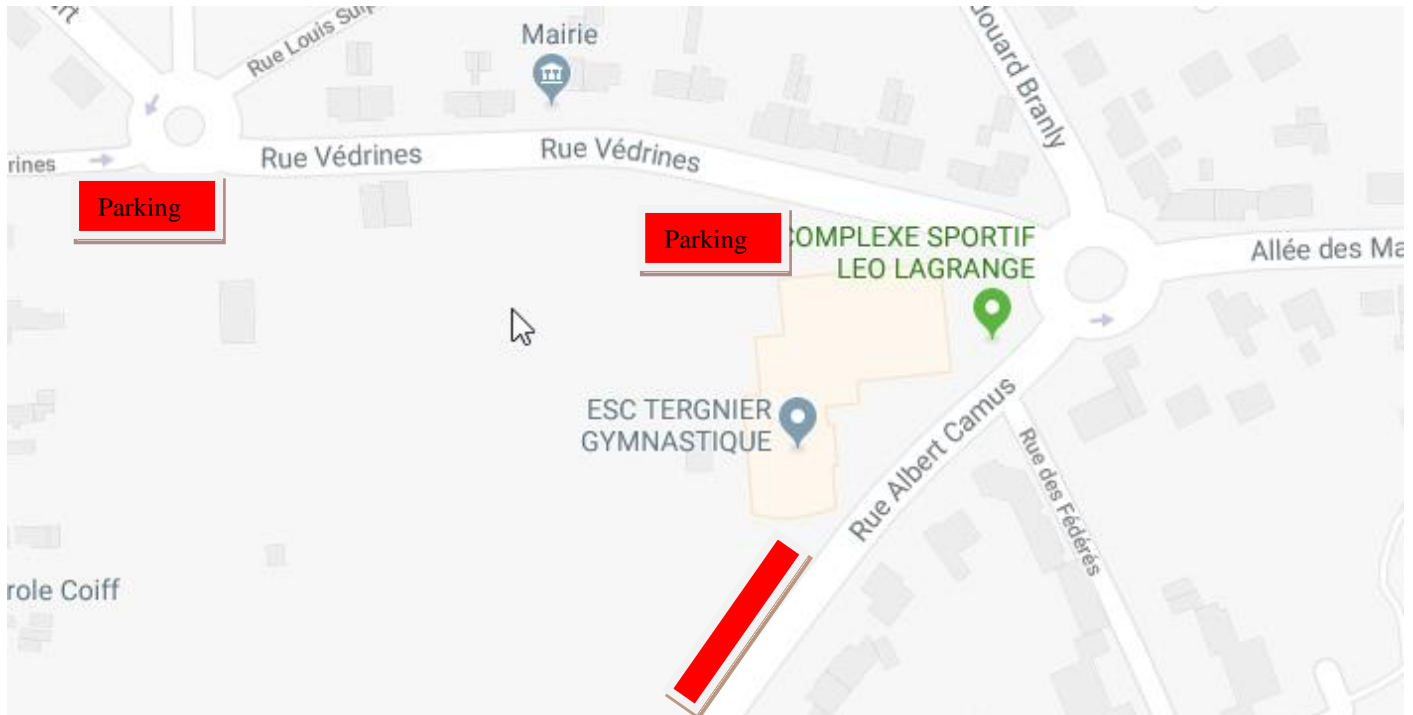 Rue Louis
Mairie
ouard Branly
rines
Rue Védrines
Rue Védrines
Parking
Parking
COMPLEXE SPORTIF
LEO LAGRANGE
Allée des Ma
ESC TERGNIER
GYMNASTIQUE
Rue Albert Camus
Rue des Fédérés
role Coiff